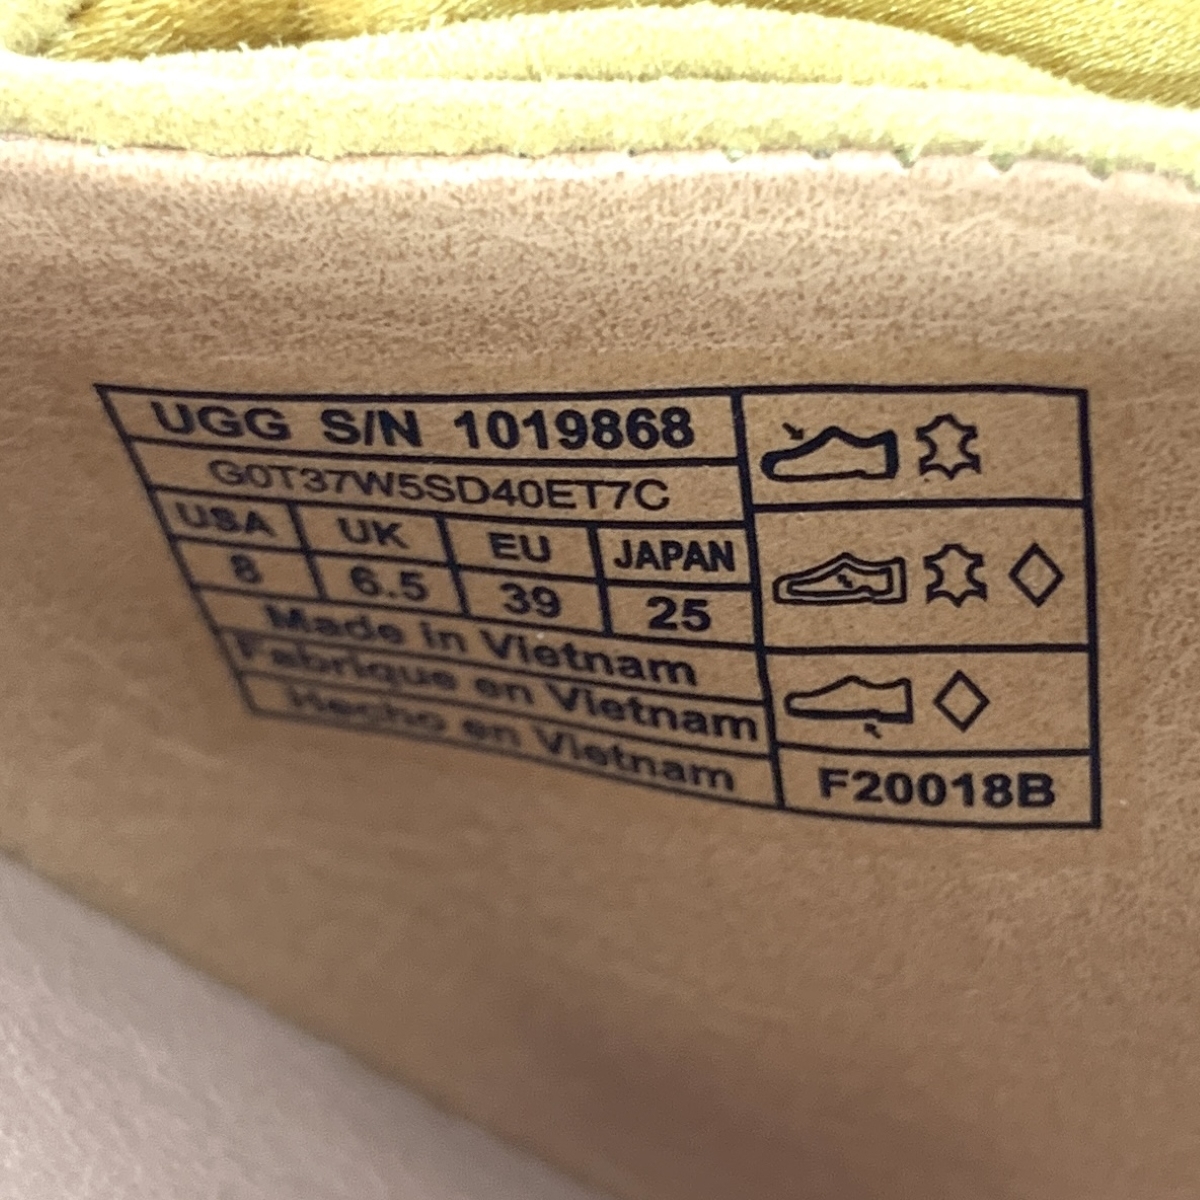 UGG S/N 1019868
G0T37W5SD40ET7C
USA UK EU JAPAN
8 6.5 39 25
Made in Vietnam
Fabrique en Vietnam
Hecho en Vietnam
F20018B